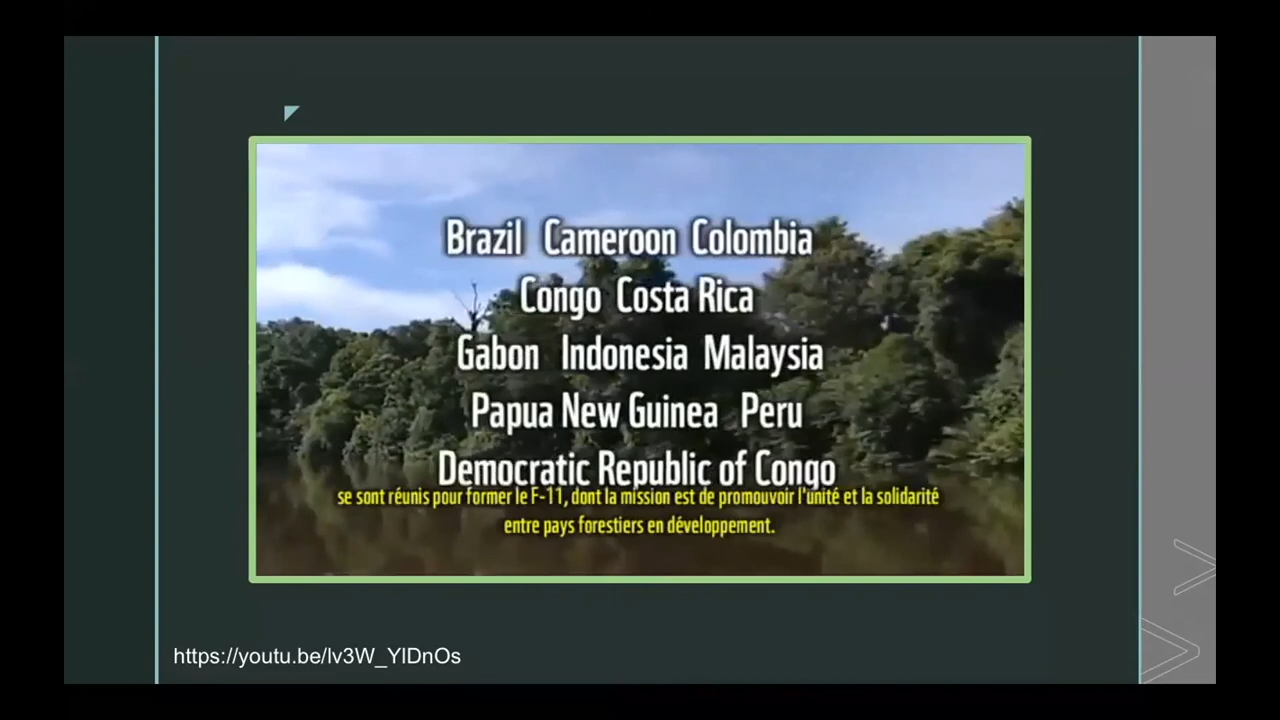 Brazil Cameroon Colombia
Congo Costa Rica
Gabon Indonesia Malaysia
Papua New Guinea Peru
Democratic Republic of Congo
se sont réunis pour former le F-11, dont la mission est de promouvoir l'unité et la solidarité
entre pays forestiers en développement.
https://youtu.be/lv3W_YlDnOs